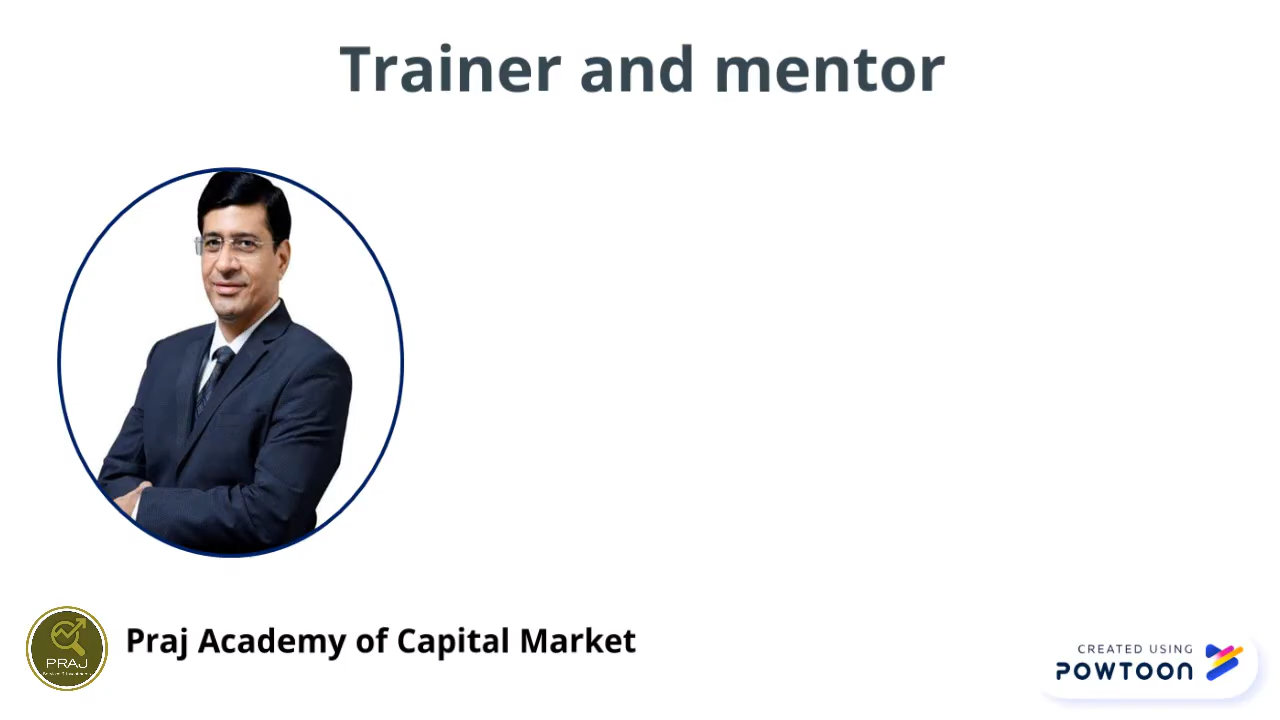 Trainer and mentor
PRAJ
Praj Academy of Capital Market
CREATED USING
POWTOON